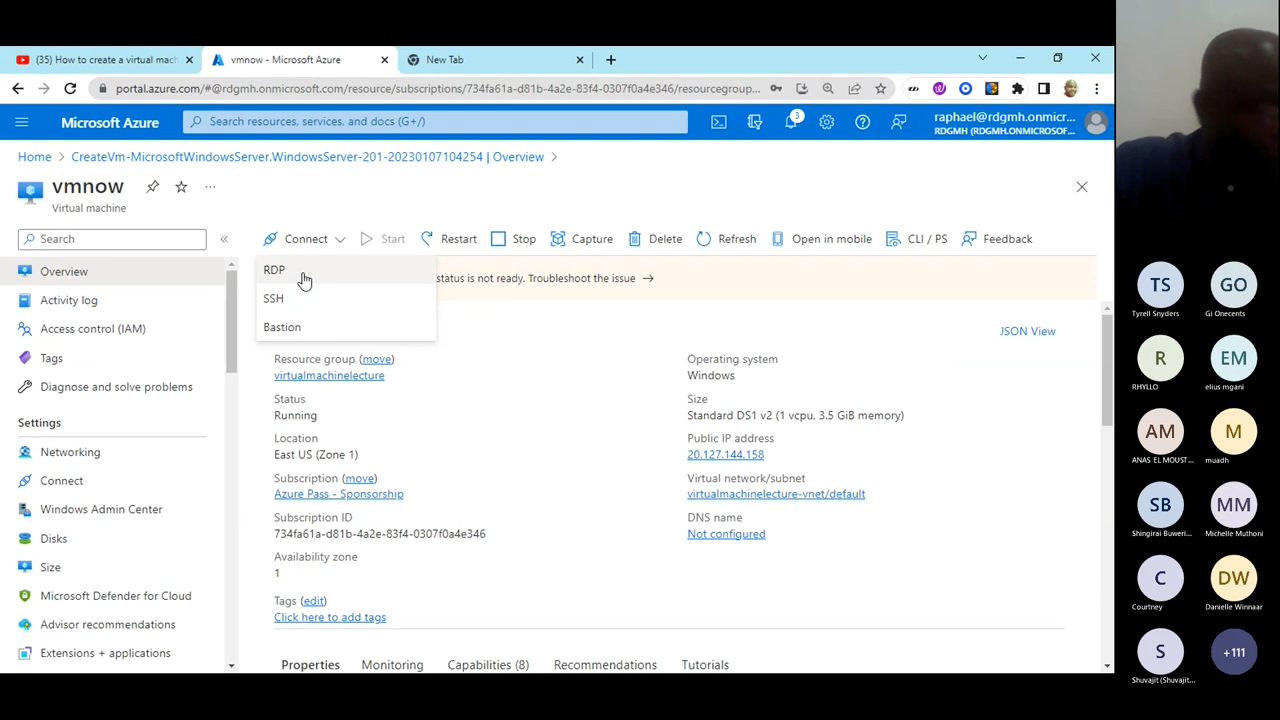 (35) How to create a virtual mach
vmnow - Microsoft Azure
New Tab
portal.azure.com/#@rdgmh.onmicrosoft.com/resource/subscriptions/734fa61a-d81b-4a2e-83f4-0307f0a4e346/resourcegroup...
Microsoft Azure
Search resources, services, and docs (G+/)
3
raphael@rdgmh.onmicr...
RDGMH (RDGMH.ONMICROSOF...
Home > CreateVm-MicrosoftWindowsServer.WindowsServer-201-20230107104254 | Overview >
vmnow
Virtual machine
Search
Connect
Start
Restart
Stop
Capture
Delete
Refresh
Open in mobile
CLI / PS
Feedback
Overview
Activity log
Access control (IAM)
Tags
Diagnose and solve problems
Settings
Networking
Connect
Windows Admin Center
Disks
Size
Microsoft Defender for Cloud
Advisor recommendations
Extensions + applications
RDP
SSH
Bastion
status is not ready. Troubleshoot the issue →
JSON View
Resource group (move)
virtualmachinelecture
Status
Running
Location
East US (Zone 1)
Subscription (move)
Azure Pass - Sponsorship
Subscription ID
734fa61a-d81b-4a2e-83f4-0307f0a4e346
Availability zone
1
Tags (edit)
Click here to add tags
Operating system
Windows
Size
Standard DS1 v2 (1 vcpu, 3.5 GiB memory)
Public IP address
20.127.144.158
Virtual network/subnet
virtualmachinelecture-vnet/default
DNS name
Not configured
Properties
Monitoring
Capabilities (8)
Recommendations
Tutorials
TS
Tyrell Snyders
GO
Gi Onecents
R
RHYLLO
EM
elius mgani
AM
ANAS EL MOUST...
M
muadh
SB
Shingirai Buweri...
MM
Michelle Muthoni
C
Courtney
DW
Danielle Winnaar
S
Shuvajit (Shuvajit...
+111